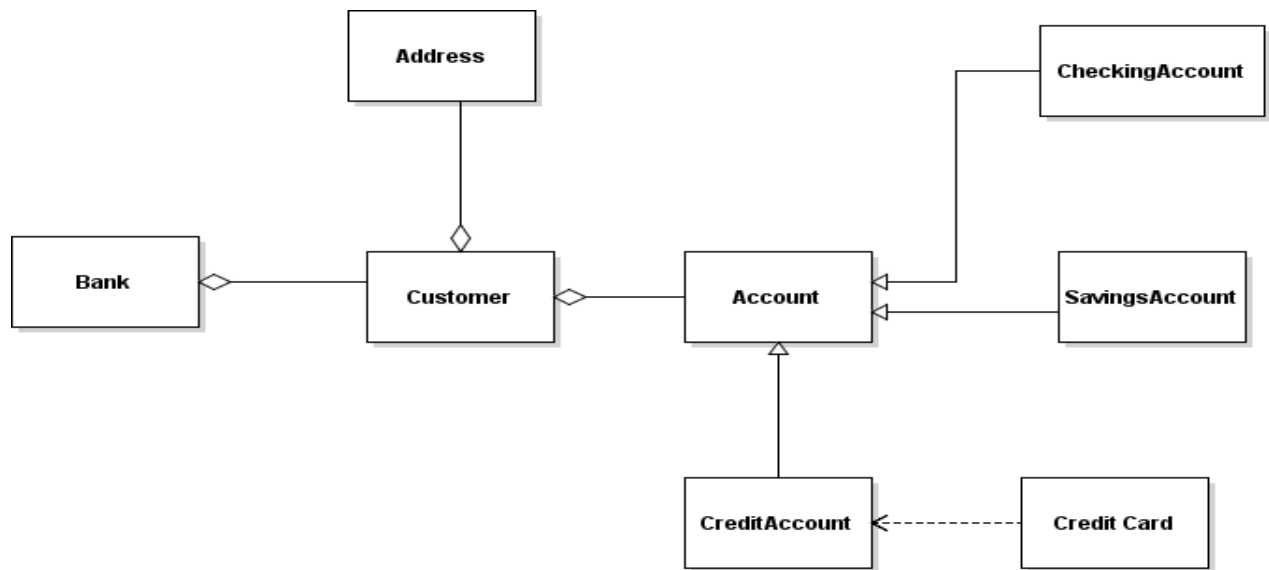 Address
CheckingAccount
Bank
Customer
Account
SavingsAccount
CreditAccount
Credit Card